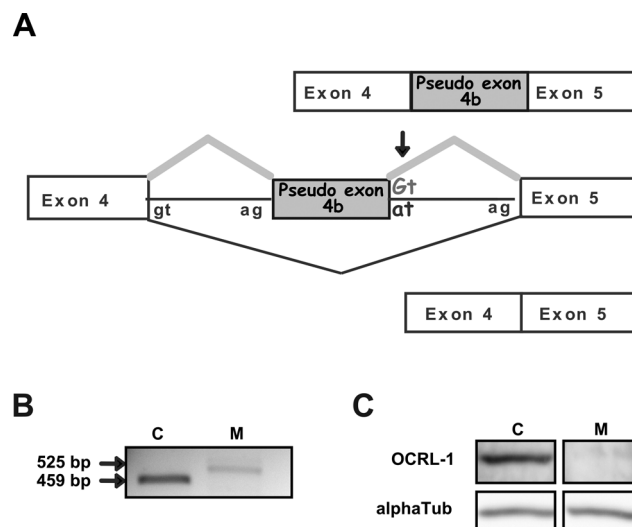 A
Exon 4 Pseudo exon 4b Exon 5
Gt
Exon 4 Pseudo exon 4b Exon 5
gt ag at ag
Exon 4 Exon 5
B
C M
525 bp
459 bp
C
C M
OCRL-1
alphaTub